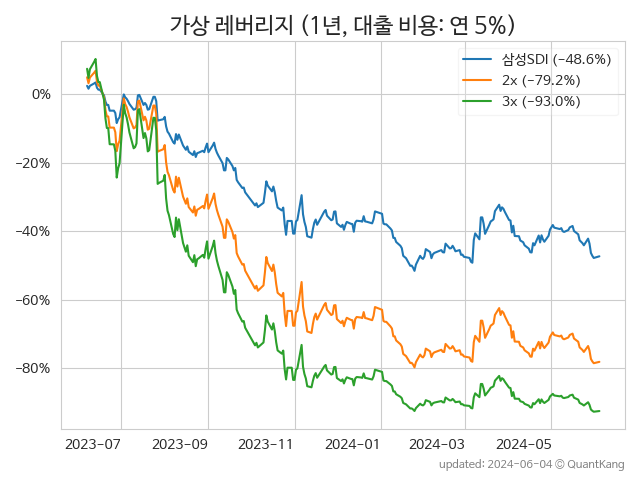 가상 레버리지 (1년, 대출 비용: 연 5%)
삼성SDI (−48.6%)
2x (−79.2%)
3x (−93.0%)
0%
−20%
−40%
−60%
−80%
2023-07 2023-09 2023-11 2024-01 2024-03 2024-05
updated: 2024-06-04 © QuantKang